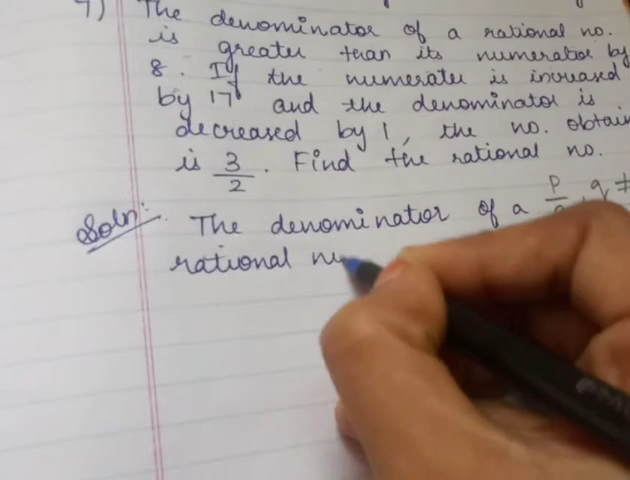 7) The denominator of a rational no.
is greater than its numerator by
8. If the numerator is increased
by 17 and the denominator is
decreased by 1, the no. obtain
is 3/2. Find the rational no.
Soln:. The denominator of a p/q, q ≠
rational nu